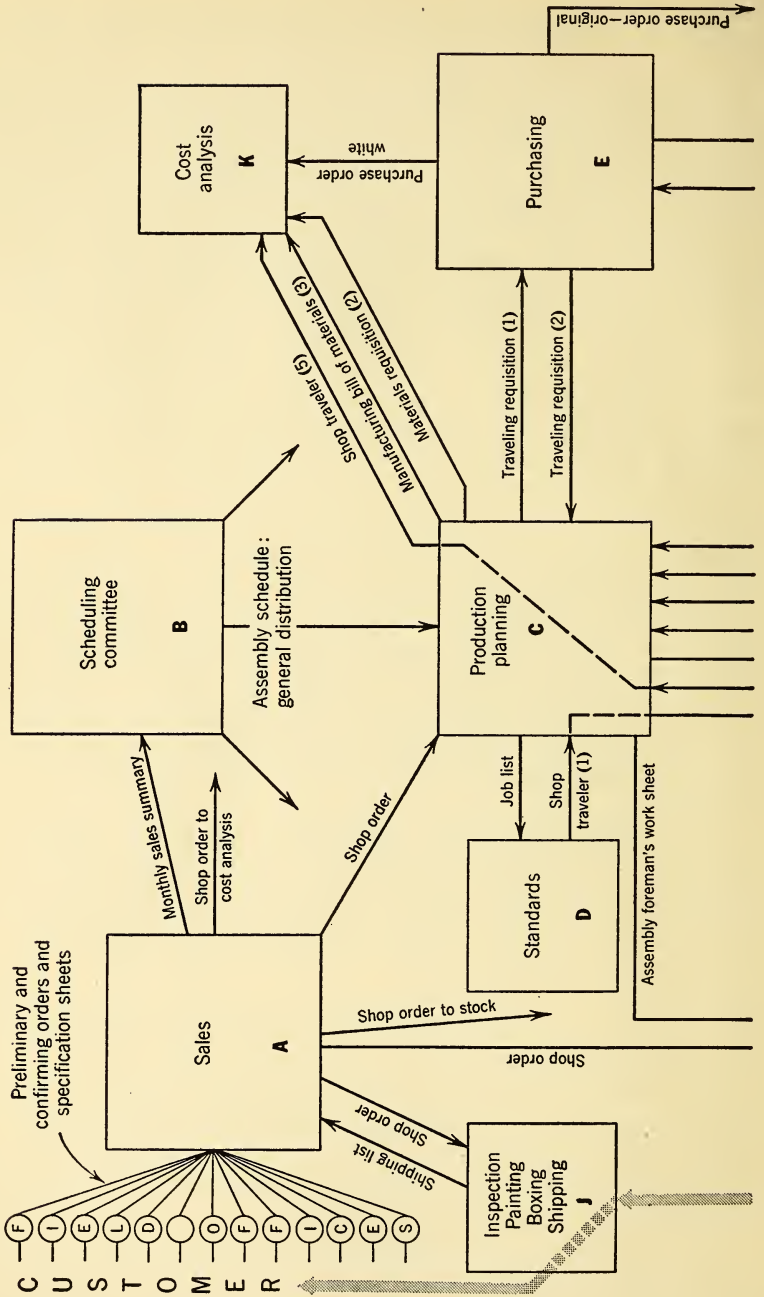 CUSTOMER
FIELD OFFICES
Preliminary and
confirming orders and
specification sheets
Sales
A
Monthly sales summary
Shop order to
cost analysis
Shop order
Shop order to stock
Shop order
Shop order
Shipping list
Inspection
Painting
Boxing
Shipping
J
Scheduling
committee
B
Assembly schedule:
general distribution
Production
planning
C
Job list
Shop
traveler (1)
Standards
D
Assembly foreman's work sheet
Shop traveler (5)
Manufacturing bill of materials (3)
Materials requisition (2)
Cost
analysis
K
Purchase order
white
Traveling requisition (1)
Traveling requisition (2)
Purchasing
E
Purchase order—original